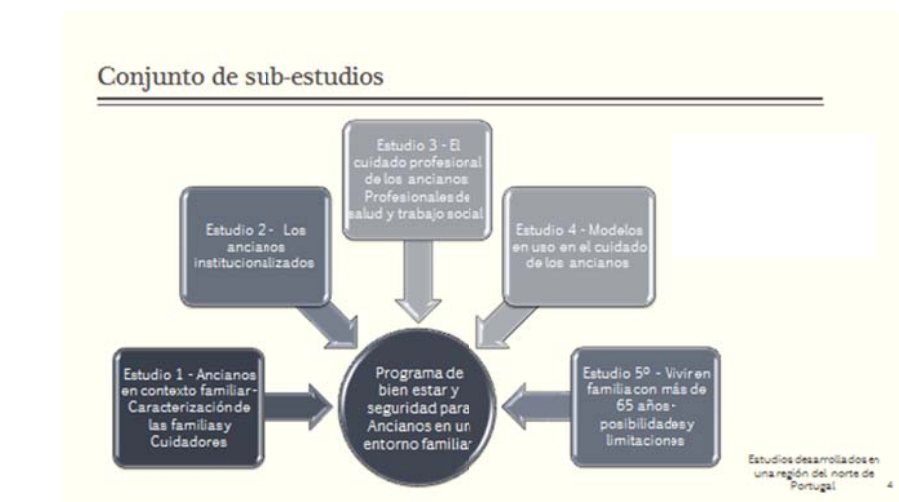 Conjunto de sub-estudios
Estudio 3 - El
cuidado profesional
de los ancianos:
Profesionales de
salud y trabajo social
Estudio 2 - Los
ancianos
institucionalizados
Estudio 4 - Modelos
en uso en el cuidado
de los ancianos
Estudio 1 - Ancianos
en contexto familiar-
Caracterización de
las familias y
Cuidadores
Programa de
bien estar y
seguridad para
Ancianos en un
entorno familiar
Estudio 5º - Vivir en
familia con más de
65 años -
posibilidades y
limitaciones
Estudios desarrollados en
una región del norte de
Portugal
4